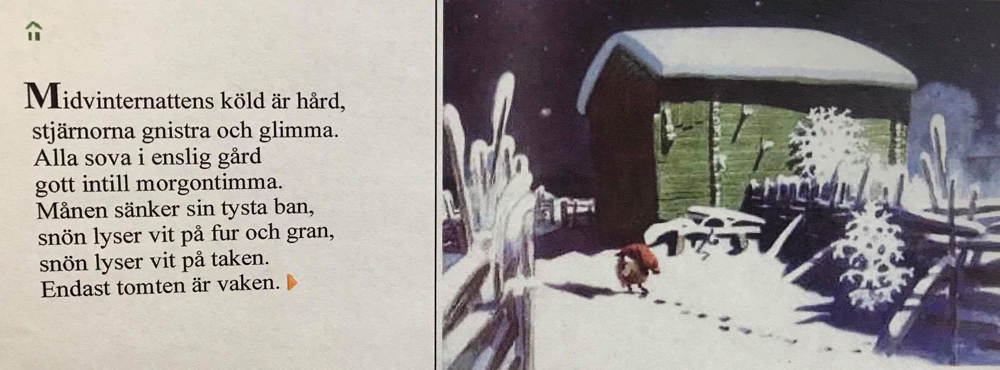 Midvinternattens köld är hård,
stjärnorna gnistra och glimma.
Alla sova i enslig gård
gott intill morgontimma.
Månen sänker sin tysta ban,
snön lyser vit på fur och gran,
snön lyser vit på taken.
Endast tomten är vaken.